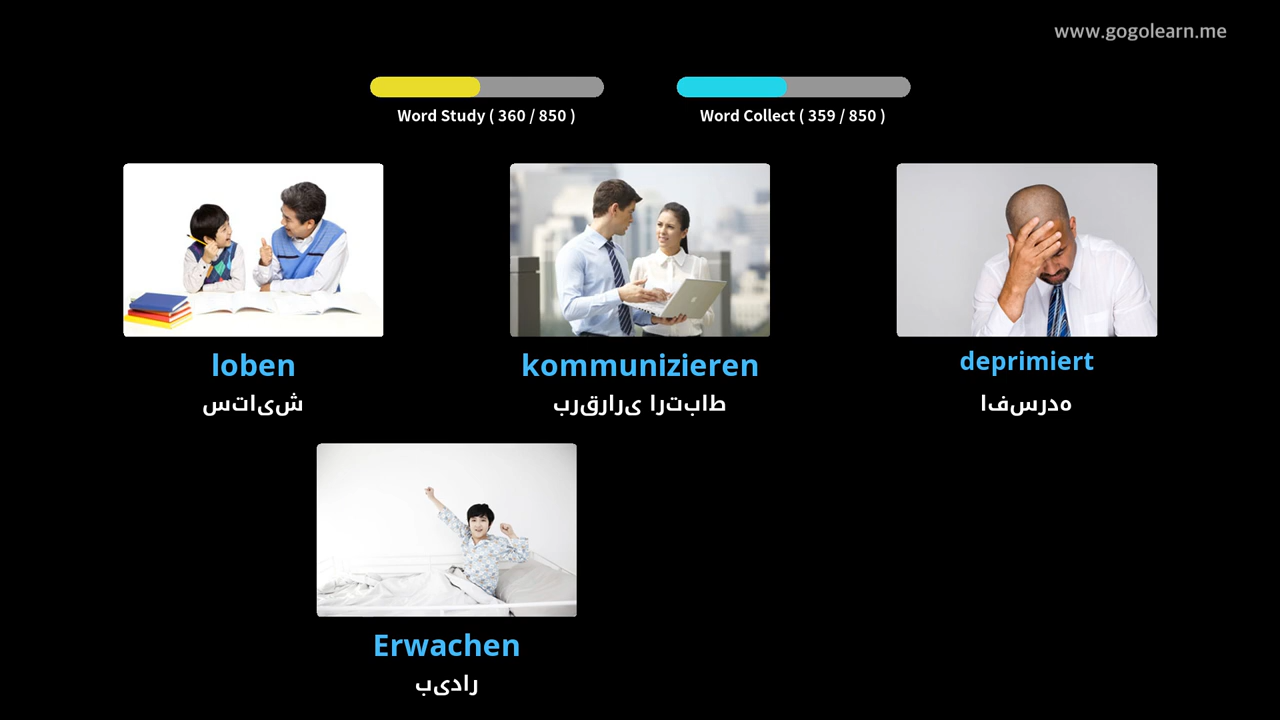 www.gogolearn.me
Word Study ( 360 / 850 )
Word Collect ( 359 / 850 )
loben
ستایش
kommunizieren
برقراری ارتباط
deprimiert
افسرده
Erwachen
بیدار